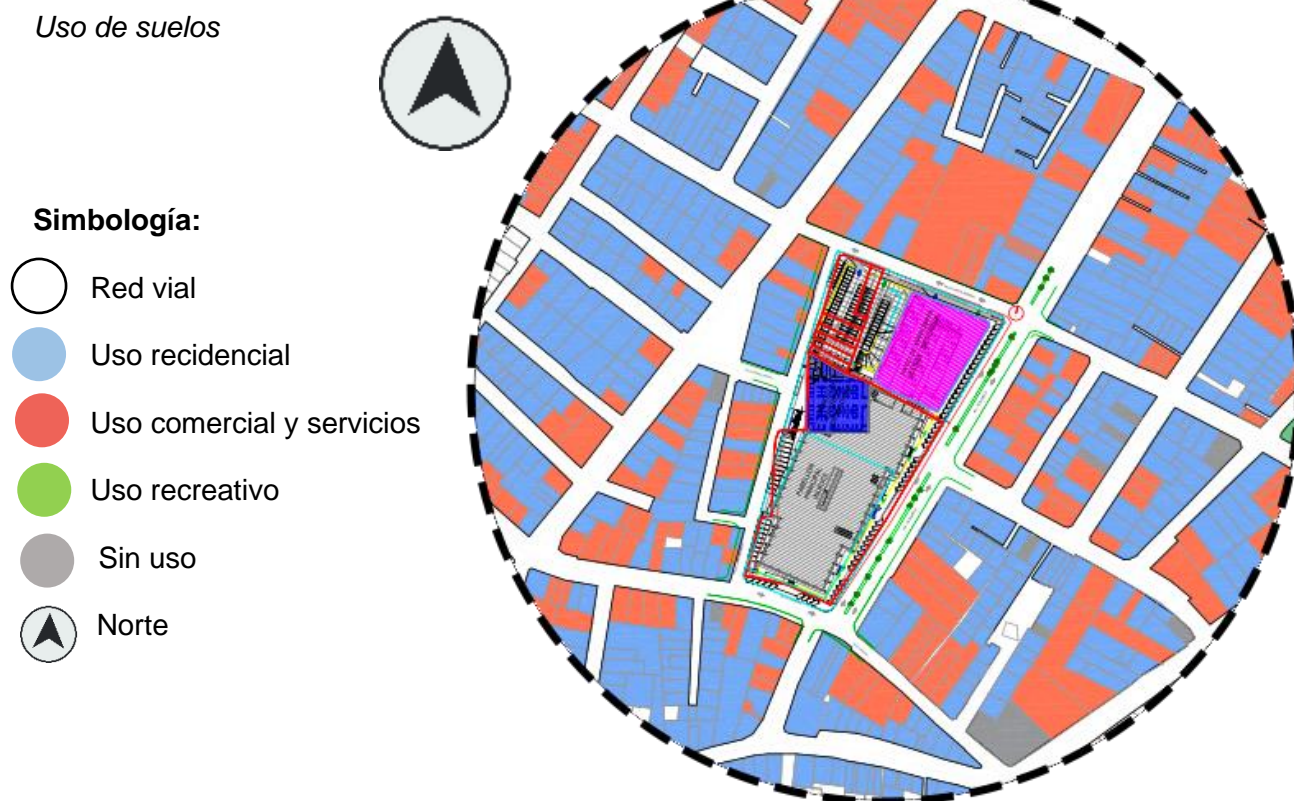 Uso de suelos
Simbología:
Red vial
Uso recidencial
Uso comercial y servicios
Uso recreativo
Sin uso
Norte